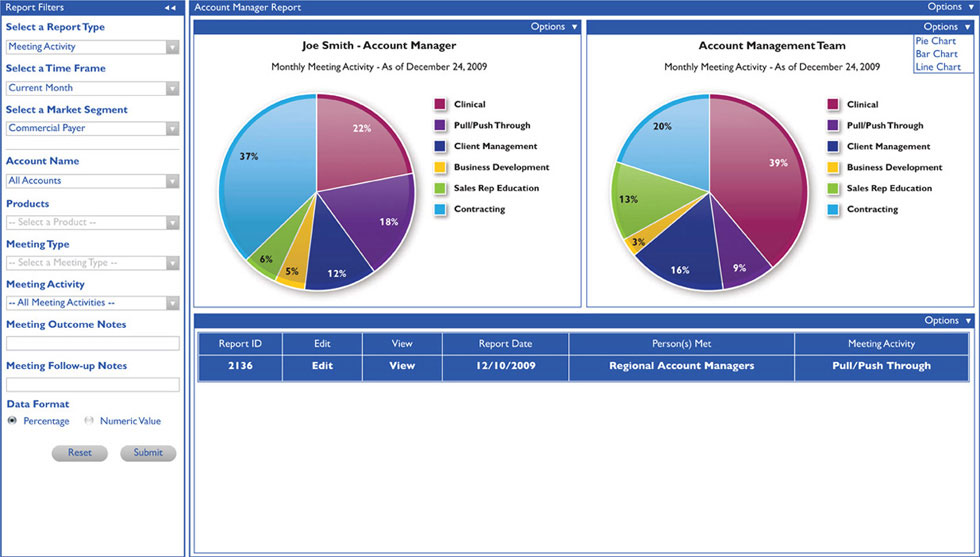 Report Filters
Select a Report Type
Meeting Activity
Select a Time Frame
Current Month
Select a Market Segment
Commercial Payer
Account Name
All Accounts
Products
-- Select a Product --
Meeting Type
-- Select a Meeting Type --
Meeting Activity
-- All Meeting Activities --
Meeting Outcome Notes
Meeting Follow-up Notes
Data Format
Percentage Numeric Value
Reset Submit
Account Manager Report Options
Options
Joe Smith - Account Manager
Monthly Meeting Activity - As of December 24, 2009
22%
18%
12%
5%
6%
37%
Clinical
Pull/Push Through
Client Management
Business Development
Sales Rep Education
Contracting
Options
Pie Chart
Bar Chart
Line Chart
Account Management Team
Monthly Meeting Activity - As of December 24, 2009
39%
9%
16%
3%
13%
20%
Clinical
Pull/Push Through
Client Management
Business Development
Sales Rep Education
Contracting
Options
Report ID Edit View Report Date Person(s) Met Meeting Activity
2136 Edit View 12/10/2009 Regional Account Managers Pull/Push Through